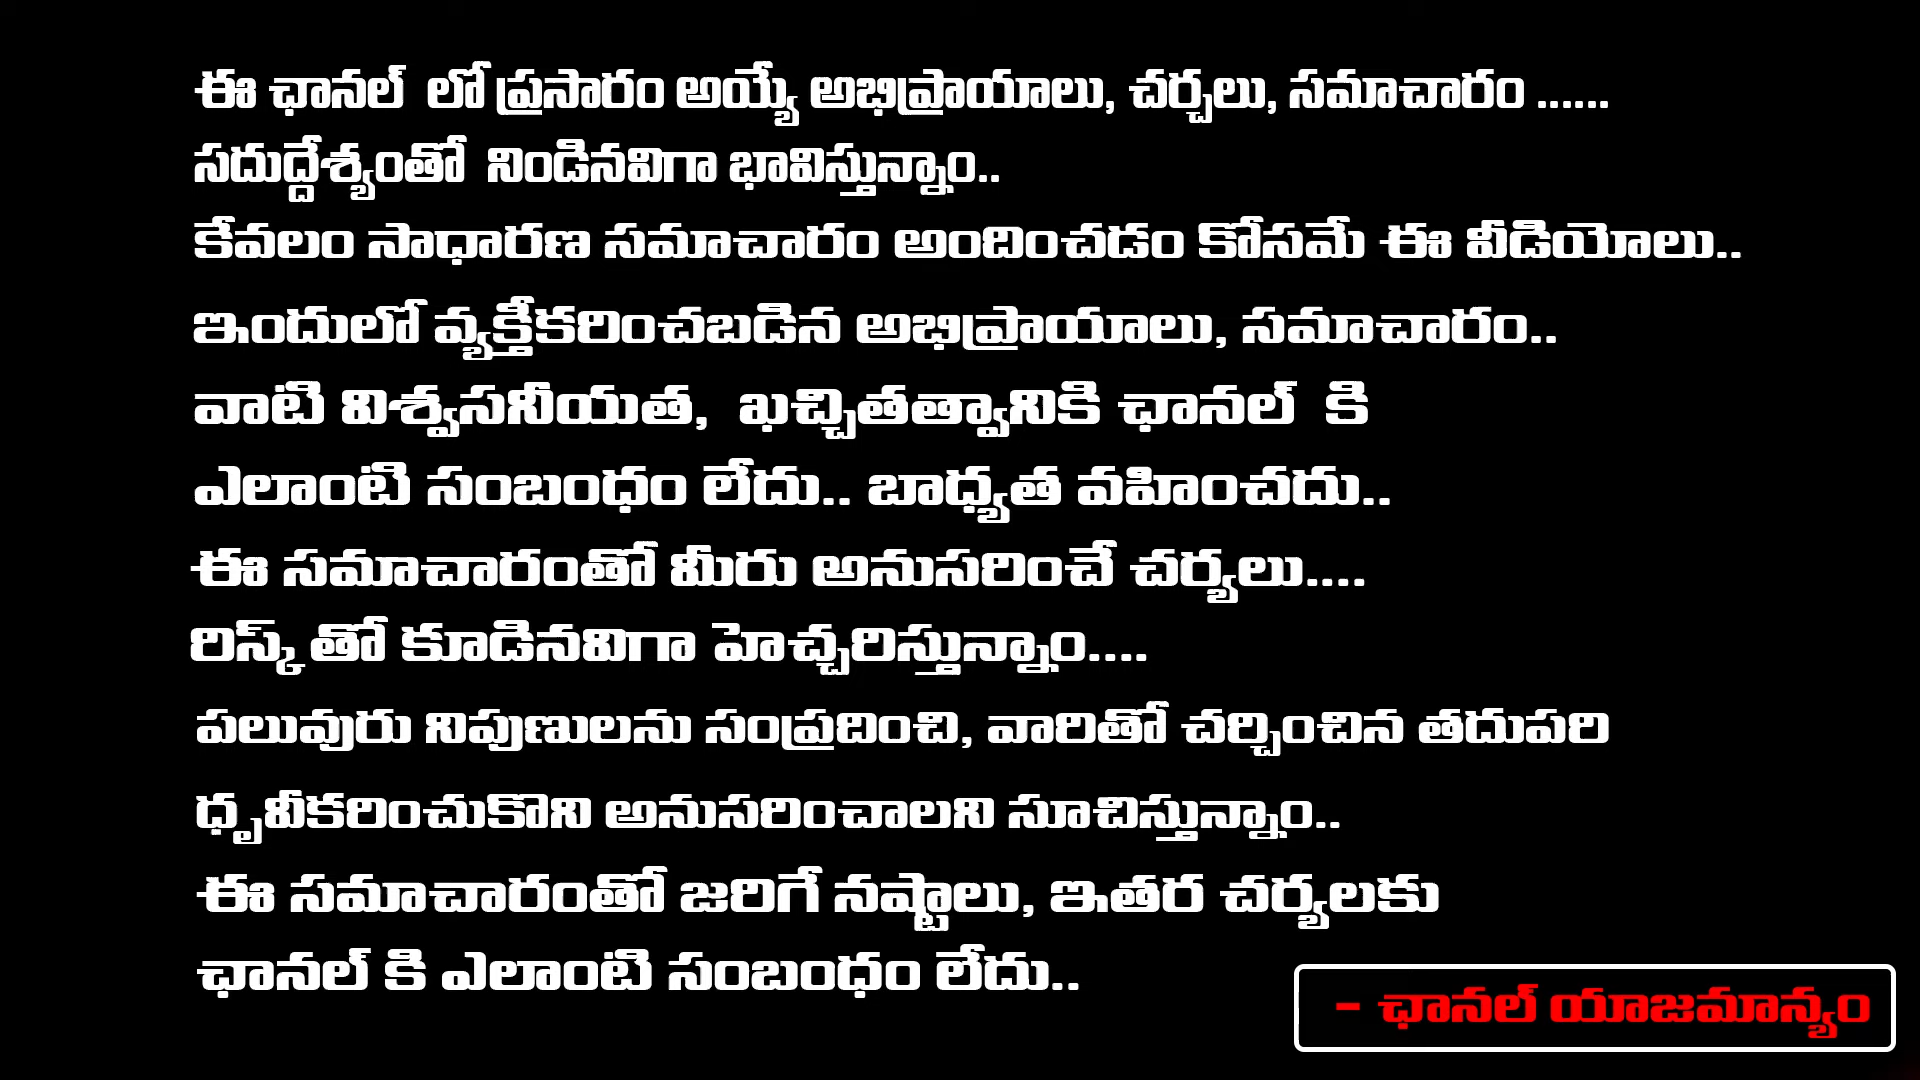 ఈ ఛానల్ లో ప్రసారం అయ్యే అభిప్రాయాలు, చర్చలు, సమాచారం ......
సదుద్దేశ్యంతో నిండినవిగా భావిస్తున్నాం..
కేవలం సాధారణ సమాచారం అందించడం కోసమే ఈ వీడియోలు..
ఇందులో వ్యక్తీకరించబడిన అభిప్రాయాలు, సమాచారం..
వాటి విశ్వసనీయత, ఖచ్చితత్వానికి ఛానల్ కి
ఎలాంటి సంబంధం లేదు.. బాధ్యత వహించదు..
ఈ సమాచారంతో మీరు అనుసరించే చర్యలు....
రిస్క్ తో కూడినవిగా హెచ్చరిస్తున్నాం....
పలువురు నిపుణులను సంప్రదించి, వారితో చర్చించిన తదుపరి
ధృవీకరించుకొని అనుసరించాలని సూచిస్తున్నాం..
ఈ సమాచారంతో జరిగే నష్టాలు, ఇతర చర్యలకు
ఛానల్ కి ఎలాంటి సంబంధం లేదు..
- ఛానల్ యాజమాన్యం